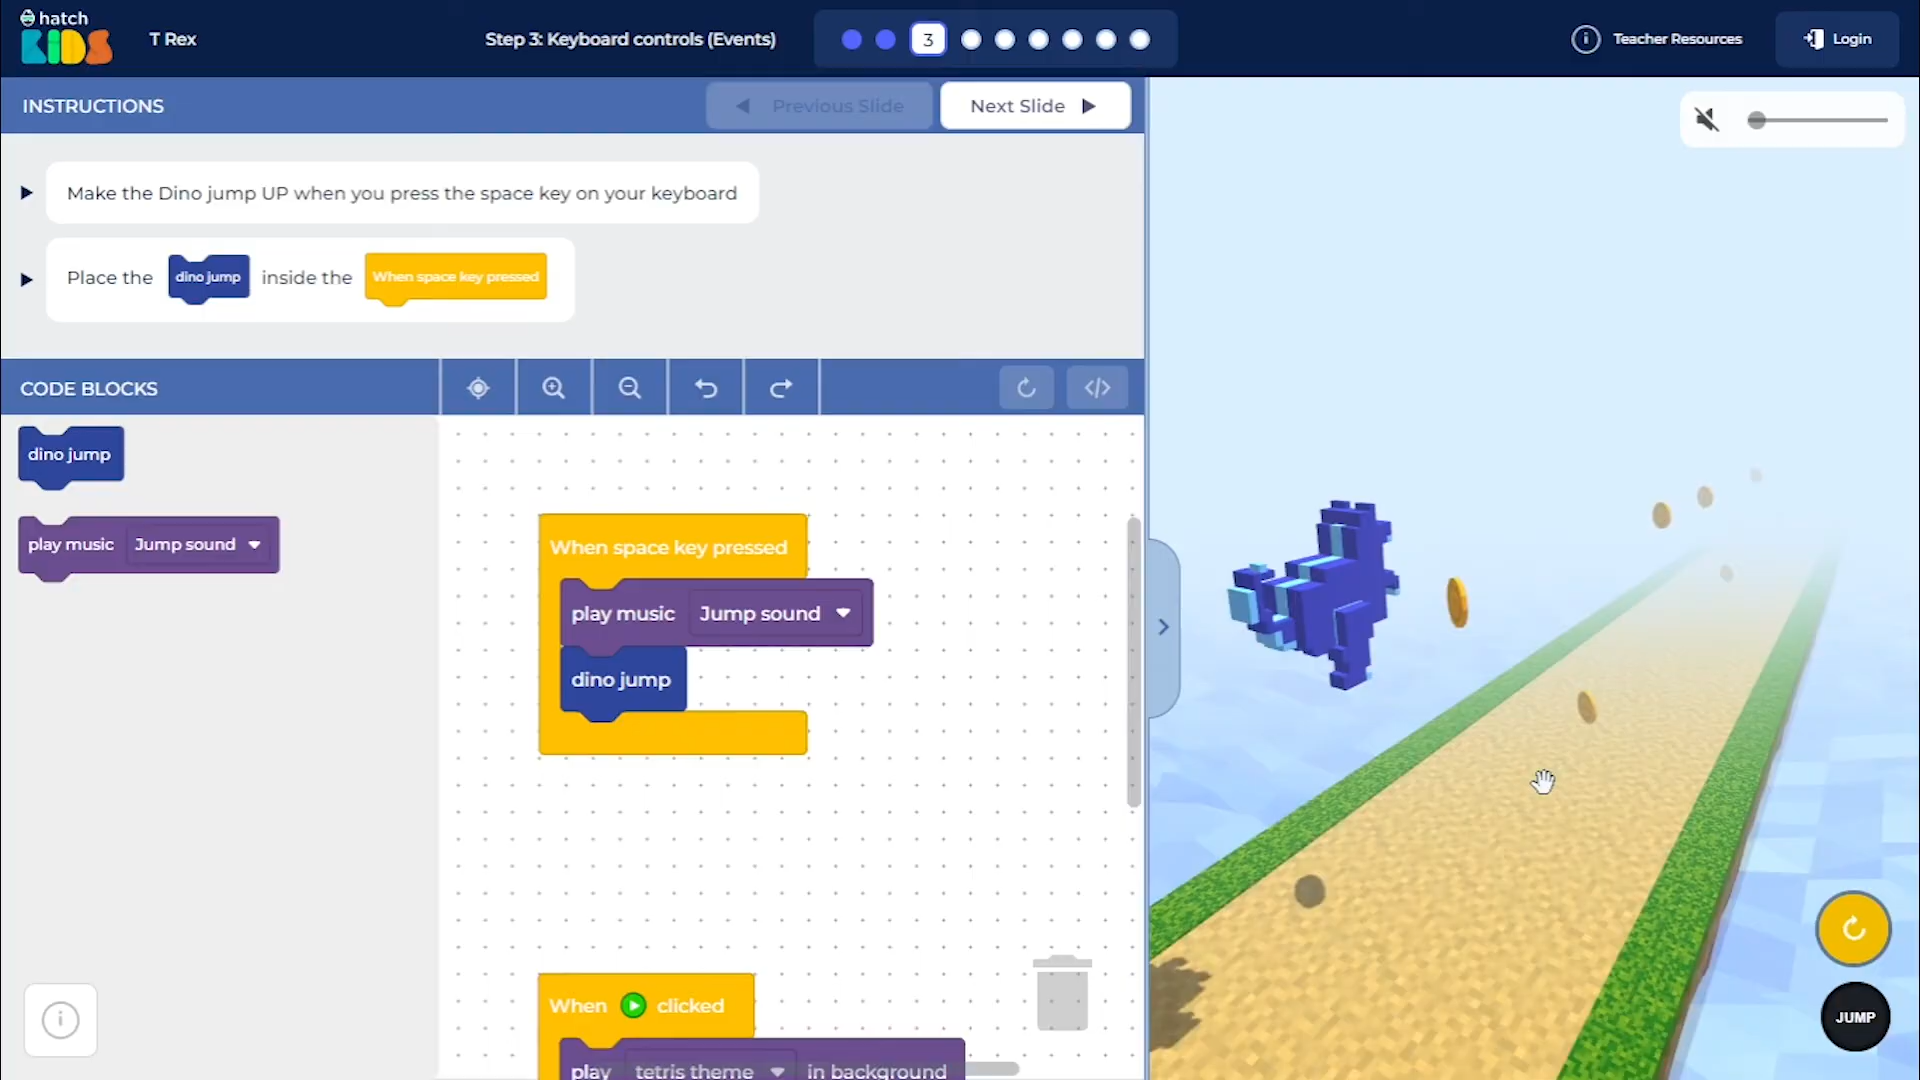 hatch
KIDS
T Rex
Step 3: Keyboard controls (Events)
3
Teacher Resources
Login
INSTRUCTIONS
Previous Slide
Next Slide
Make the Dino jump UP when you press the space key on your keyboard
Place the dino jump inside the When space key pressed
CODE BLOCKS
dino jump
play music Jump sound
When space key pressed
play music Jump sound
dino jump
When clicked
play tetris theme in background
JUMP